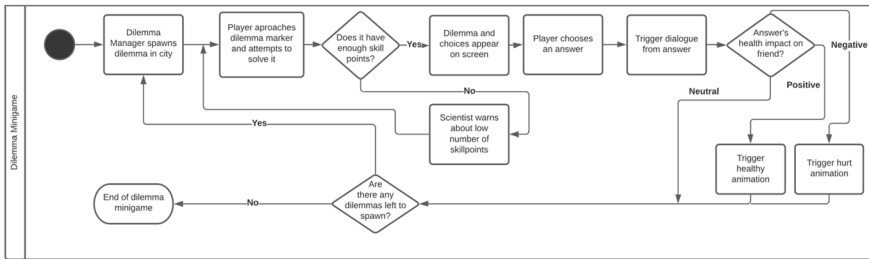 Dilemma Minigame
Dilemma
Manager spawns
dilemma in city
Player aproaches
dilemma marker
and attempts to
solve it
Does it have
enough skill
points?
Yes
Dilemma and
choices appear
on screen
Player chooses
an answer
Trigger dialogue
from answer
Answer's
health impact on
friend?
Negative
Positive
Neutral
No
Scientist warns
about low
number of
skillpoints
Yes
Trigger
healthy
animation
Trigger hurt
animation
Are
there any
dilemmas left to
spawn?
No
End of dilemma
minigame